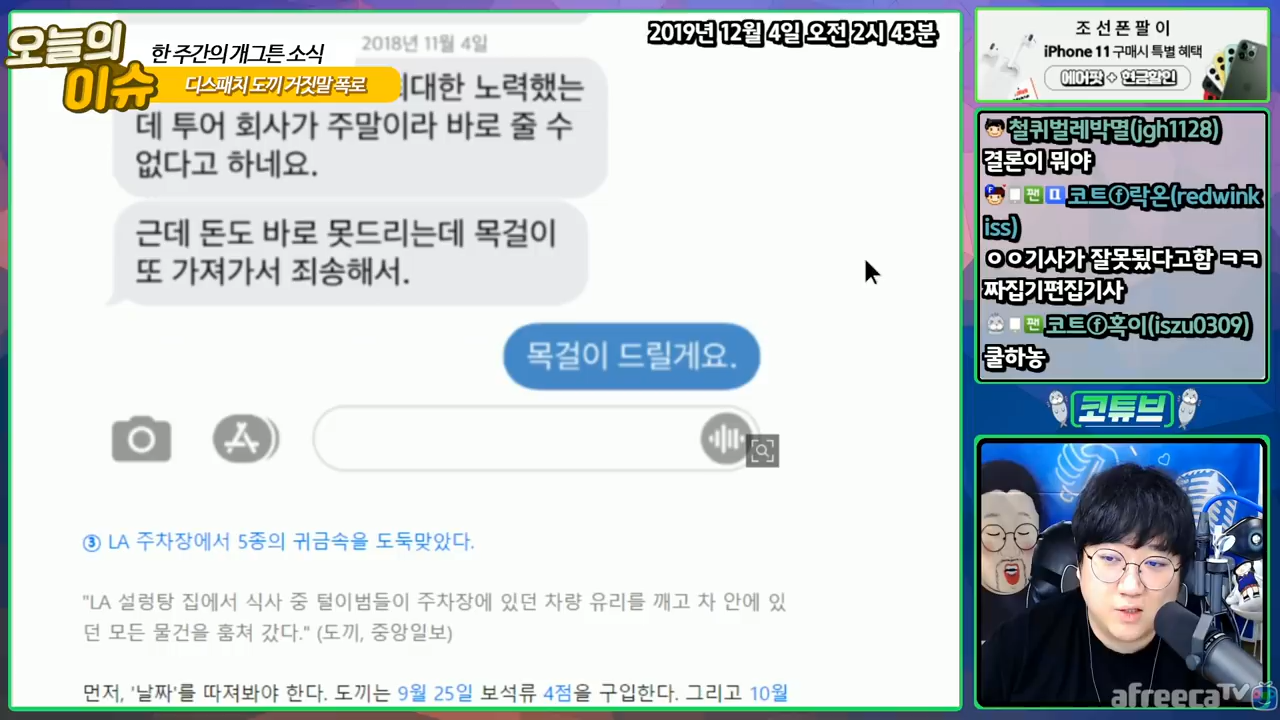 오늘의
이슈
한 주간의 개그튼 소식
디스패치 도끼 거짓말 폭로
2018년 11월 4일
2019년 12월 4일 오전 2시 43분
최대한 노력했는
데 투어 회사가 주말이라 바로 줄 수
없다고 하네요.
근데 돈도 바로 못드리는데 목걸이
또 가져가서 죄송해서.
목걸이 드릴게요.
③ LA 주차장에서 5종의 귀금속을 도둑맞았다.
"LA 설렁탕 집에서 식사 중 털이범들이 주차장에 있던 차량 유리를 깨고 차 안에 있
던 모든 물건을 훔쳐 갔다." (도끼, 중앙일보)
먼저, '날짜'를 따져봐야 한다. 도끼는 9월 25일 보석류 4점을 구입한다. 그리고 10월
조선폰팔이
iPhone 11 구매시 특별 혜택
에어팟 + 현금할인
철퀴벌레박멸(jgh1128)
결론이 뭐야
팬 코트ⓕ락온(redwink
iss)
ㅇㅇ기사가 잘못됬다고함 ㅋㅋ
짜집기편집기사
팬 코트ⓕ혹이(iszu0309)
쿨하농
코튜브
afreecaTV